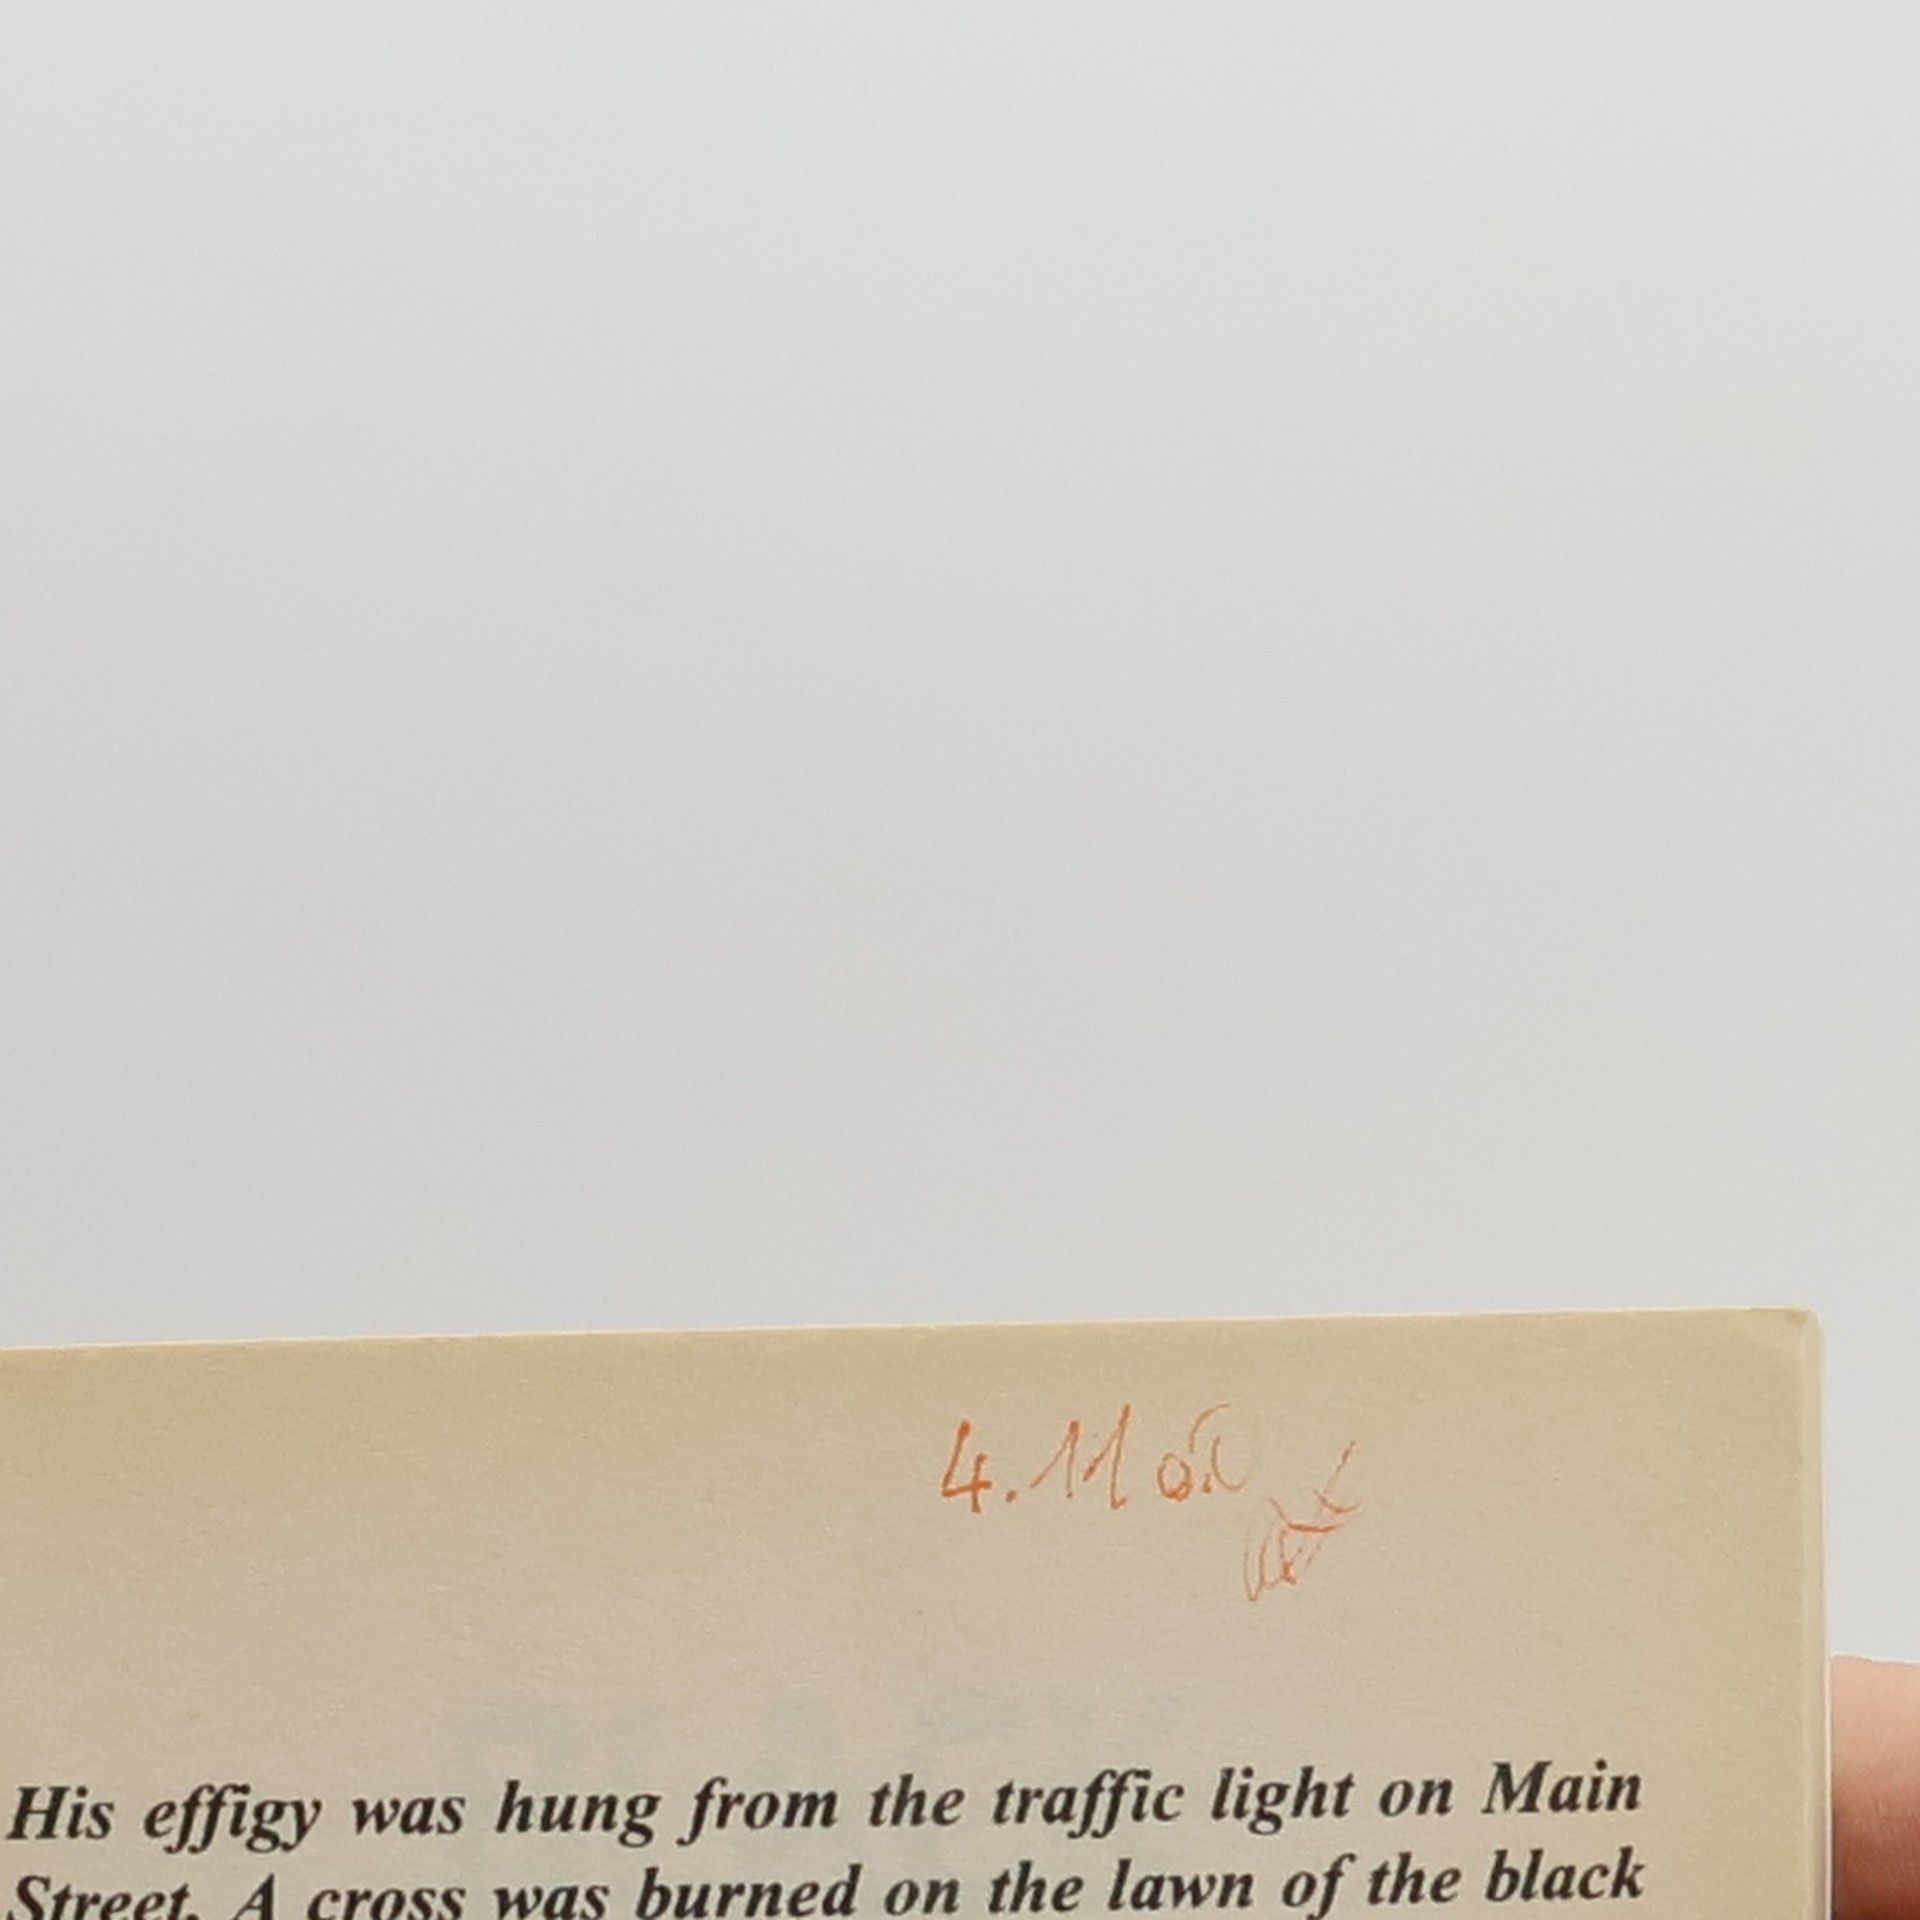 4.11
His effigy was hung from the traffic light on Main
Street. A cross was burned on the lawn of the black